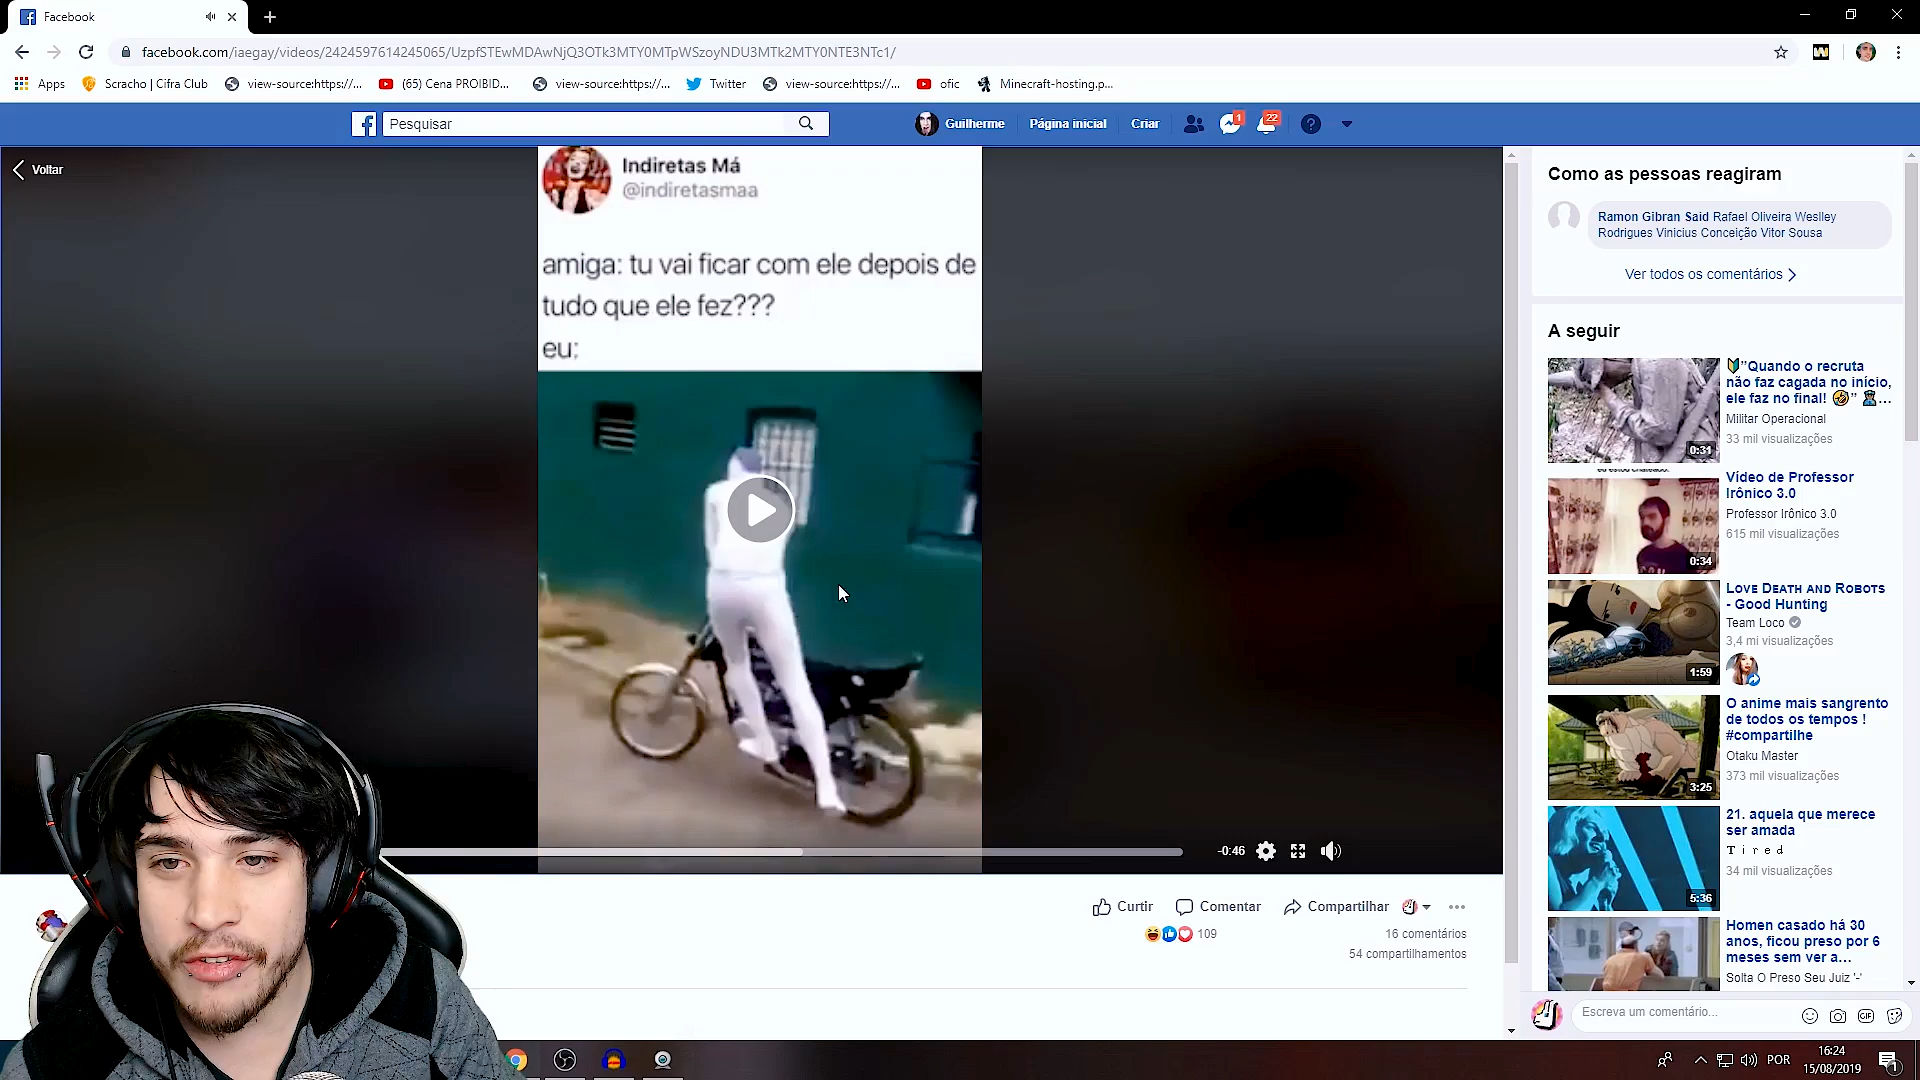 Facebook
facebook.com/iaegay/videos/2424597614245065/UzpfSTEwMDAwNjQ3OTk3MTY0MTpWSzoyNDU3MTk2MTY0NTE3NTc1/
Apps
Scracho | Cifra Club
view-source:https://...
(65) Cena PROIBID...
view-source:https://...
Twitter
view-source:https://...
ofic
Minecraft-hosting.p...
Pesquisar
Guilherme
Página inicial
Criar
1
22
Voltar
Indiretas Má
@indiretasmaa
amiga: tu vai ficar com ele depois de
tudo que ele fez???
eu:
-0:46
Curtir
Comentar
Compartilhar
109
16 comentários
54 compartilhamentos
Como as pessoas reagiram
Ramon Gibran Said Rafael Oliveira Weslley
Rodrigues Vinicius Conceição Vitor Sousa
Ver todos os comentários
A seguir
"Quando o recruta
não faz cagada no início,
ele faz no final! 🤣" ...
Militar Operacional
33 mil visualizações
0:31
Vídeo de Professor
Irônico 3.0
Professor Irônico 3.0
615 mil visualizações
0:34
Love Death and Robots
- Good Hunting
Team Loco
3,4 mi visualizações
1:59
O anime mais sangrento
de todos os tempos !
#compartilhe
Otaku Master
373 mil visualizações
3:25
21. aquela que merece
ser amada
T i r e d
34 mil visualizações
5:36
Homen casado há 30
anos, ficou preso por 6
meses sem ver a...
Solta O Preso Seu Juiz '-'
Escreva um comentário...
GIF
POR
16:24
15/08/2019
1